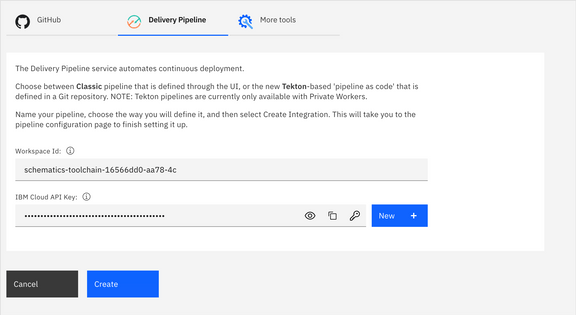 GitHub
Delivery Pipeline
More tools
The Delivery Pipeline service automates continuous deployment.
Choose between Classic pipeline that is defined through the UI, or the new Tekton-based 'pipeline as code' that is
defined in a Git repository. NOTE: Tekton pipelines are currently only available with Private Workers.
Name your pipeline, choose the way you will define it, and then select Create Integration. This will take you to the
pipeline configuration page to finish setting it up.
Workspace Id:
schematics-toolchain-16566dd0-aa78-4c
IBM Cloud API Key:
New +
Cancel
Create